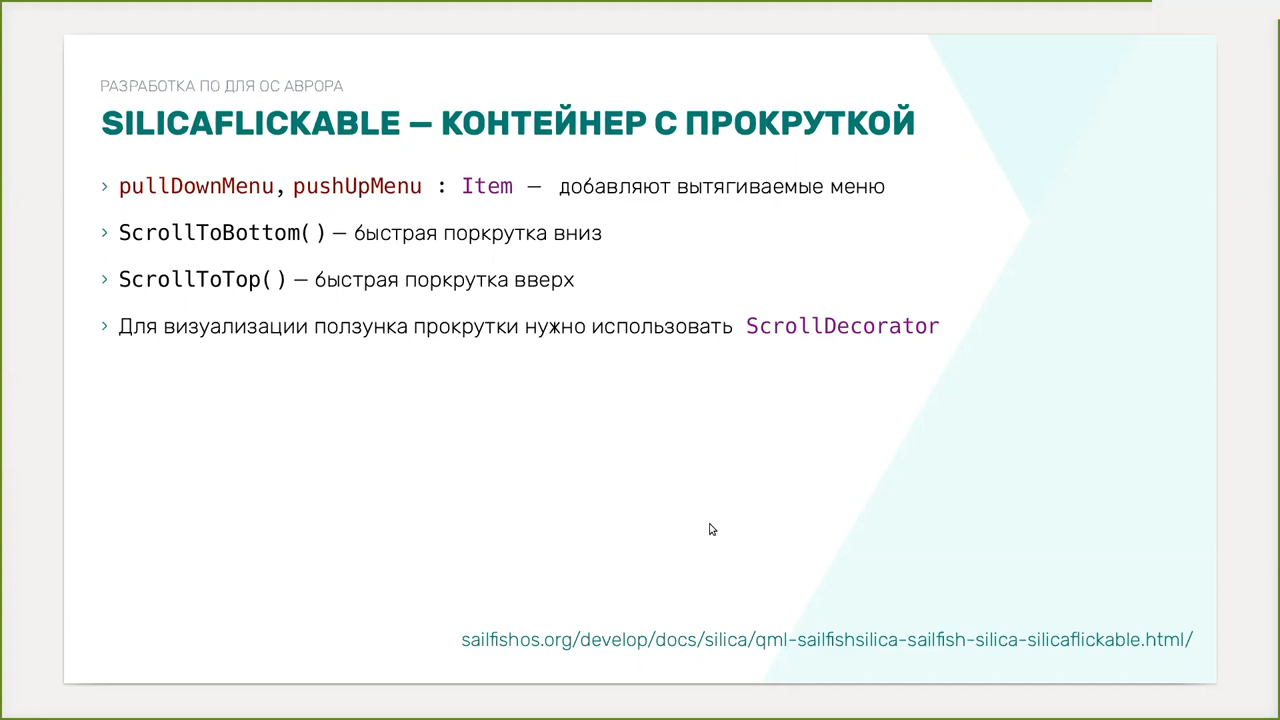 РАЗРАБОТКА ПО ДЛЯ ОС АВРОРА
SILICAFLICKABLE — КОНТЕЙНЕР С ПРОКРУТКОЙ
› pullDownMenu, pushUpMenu : Item — добавляют вытягиваемые меню
› ScrollToBottom() — быстрая поркрутка вниз
› ScrollToTop() — быстрая поркрутка вверх
› Для визуализации ползунка прокрутки нужно использовать ScrollDecorator
sailfishos.org/develop/docs/silica/qml-sailfishsilica-sailfish-silica-silicaflickable.html/